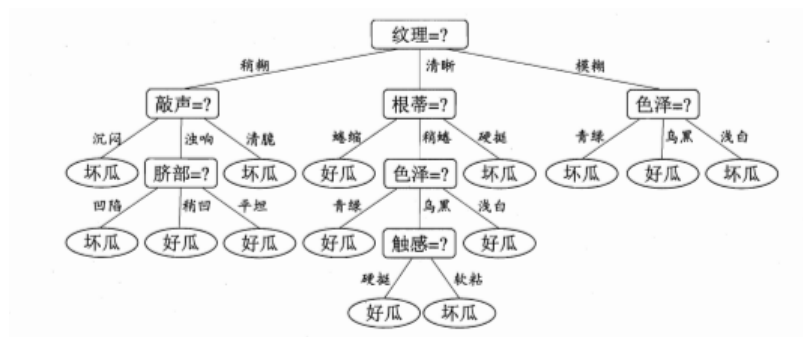 纹理=?
稍糊 清晰 模糊
敲声=? 根蒂=? 色泽=?
沉闷 浊响 清脆 蜷缩 稍蜷 硬挺 青绿 乌黑 浅白
坏瓜 脐部=? 坏瓜 好瓜 色泽=? 坏瓜 坏瓜 好瓜 坏瓜
凹陷 稍凹 平坦 青绿 乌黑 浅白
坏瓜 好瓜 好瓜 好瓜 触感=? 好瓜
硬挺 软粘
好瓜 坏瓜